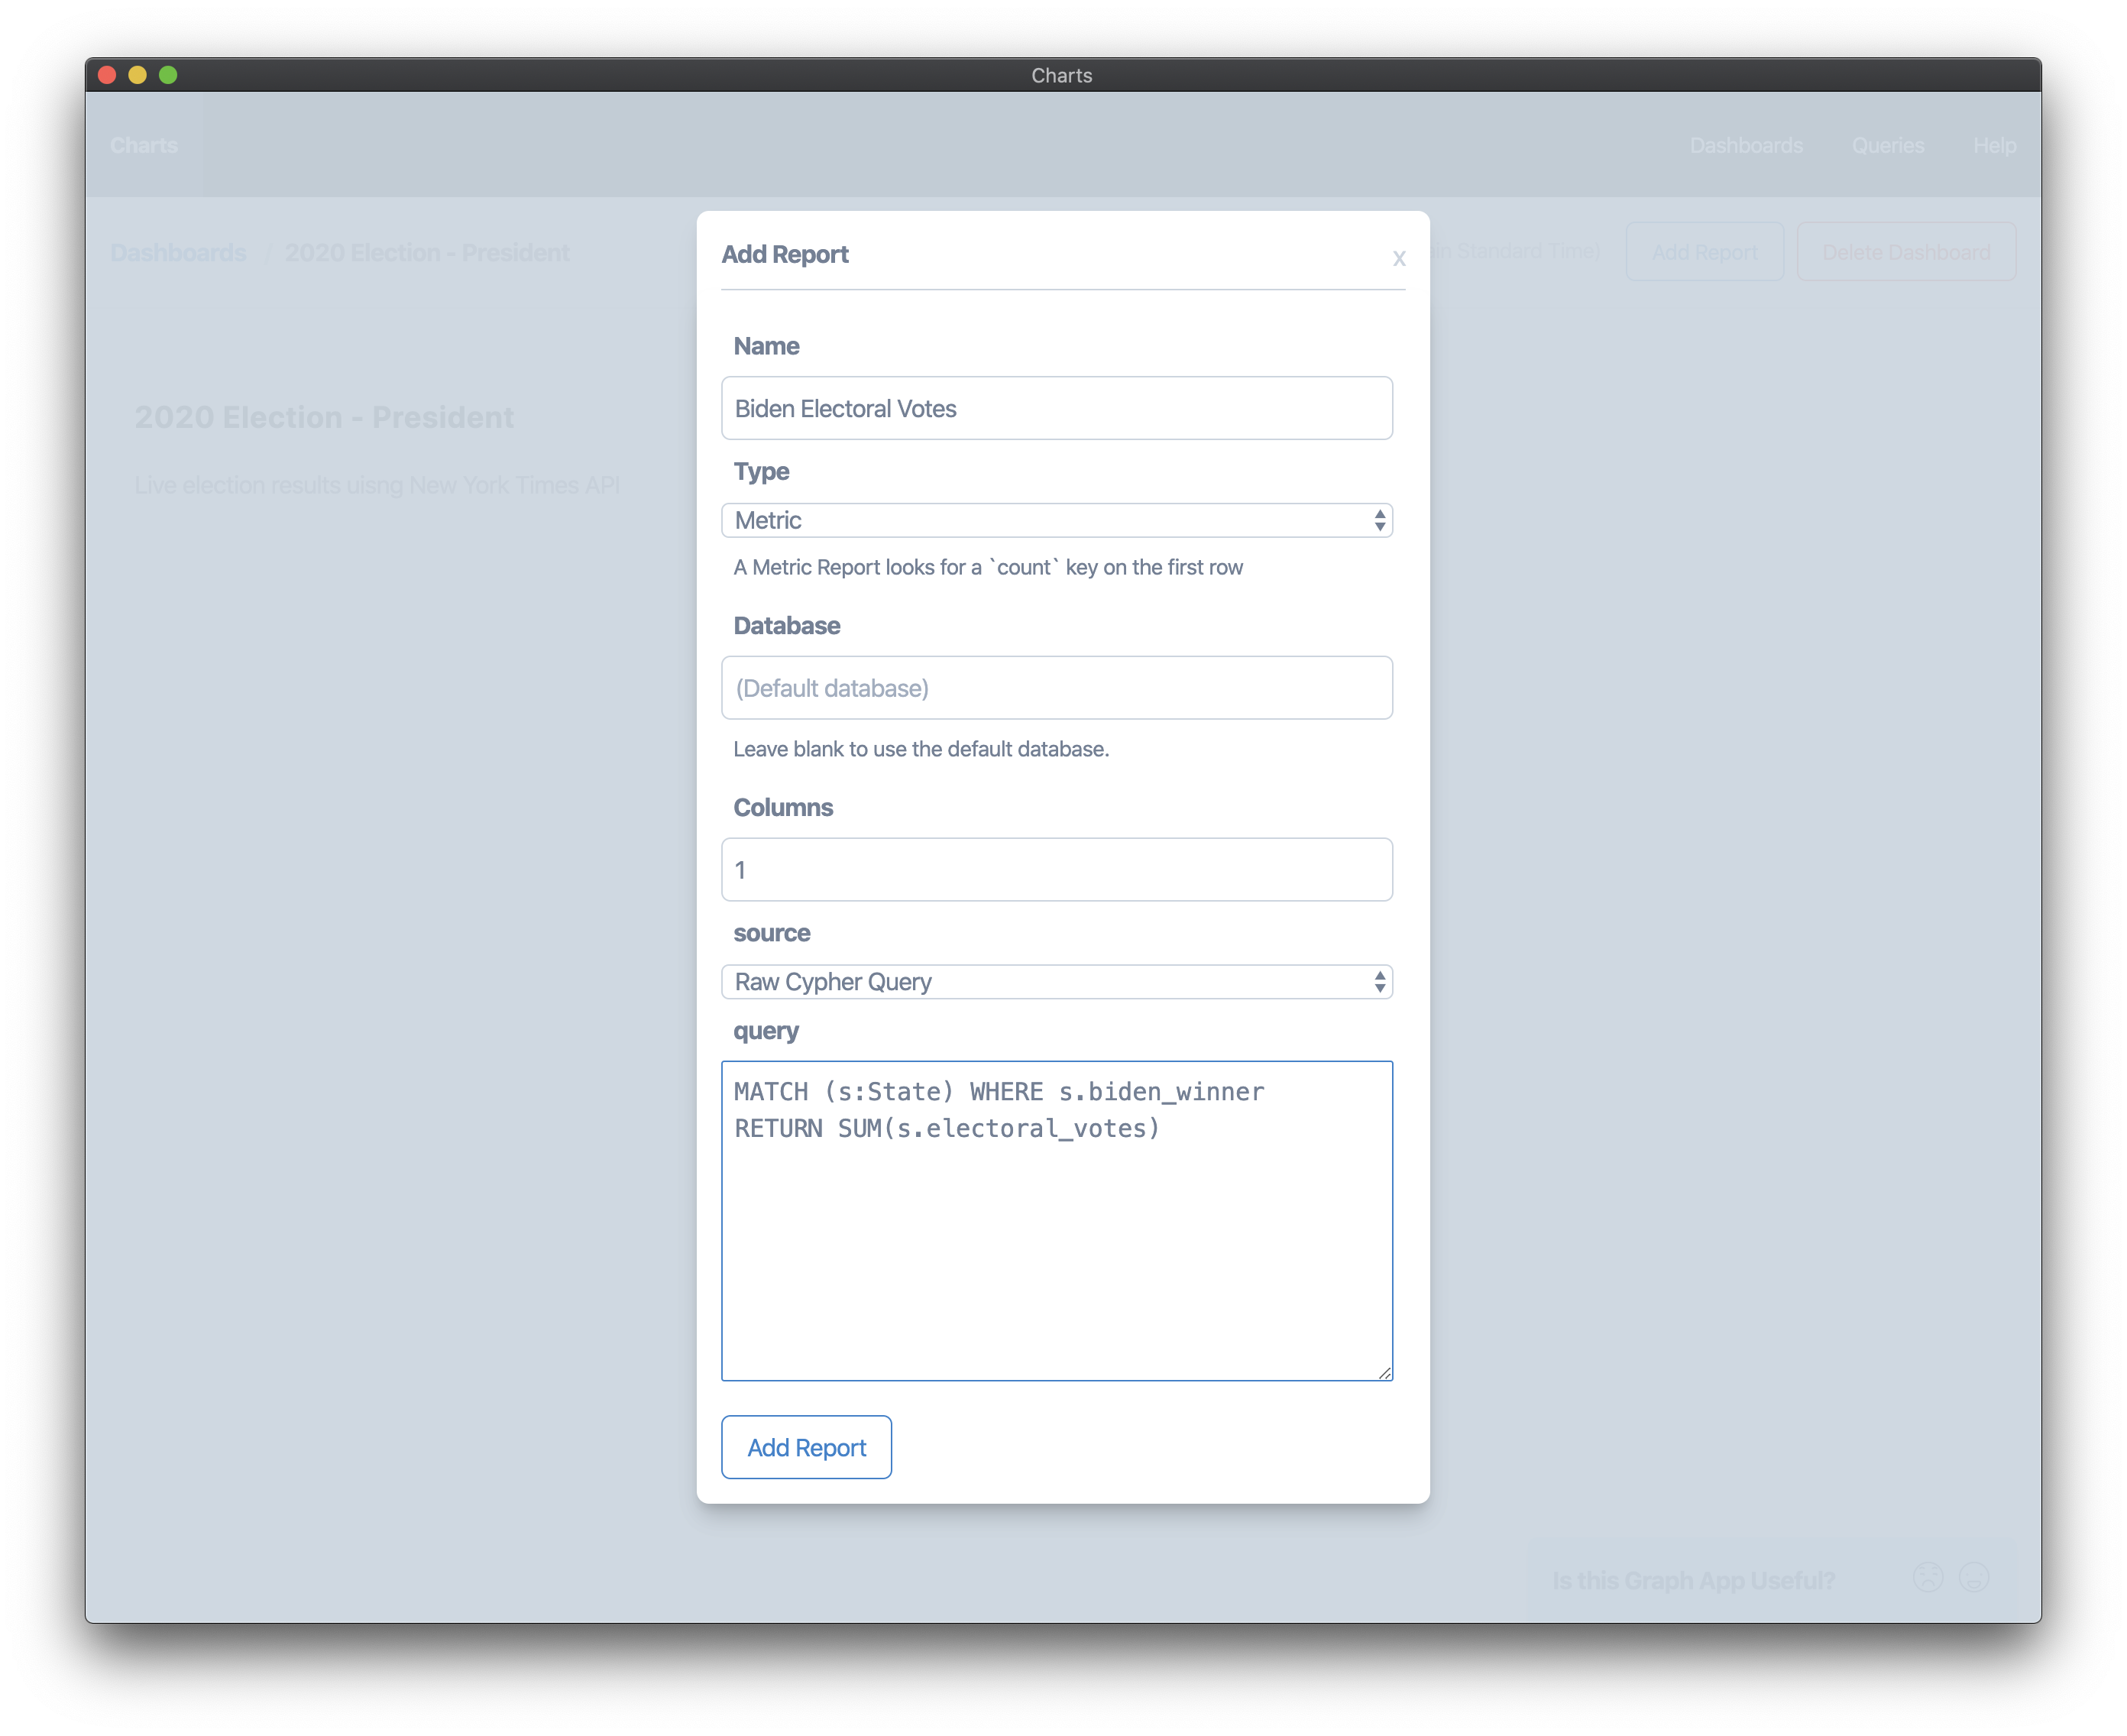 Charts
Charts
Dashboards Queries Help
Dashboards / 2020 Election - President
in Standard Time)
Add Report
Delete Dashboard
2020 Election - President
Live election results uisng New York Times API
Add Report
x
Name
Biden Electoral Votes
Type
Metric
A Metric Report looks for a `count` key on the first row
Database
(Default database)
Leave blank to use the default database.
Columns
1
source
Raw Cypher Query
query
MATCH (s:State) WHERE s.biden_winner
RETURN SUM(s.electoral_votes)
Add Report
Is this Graph App Useful?